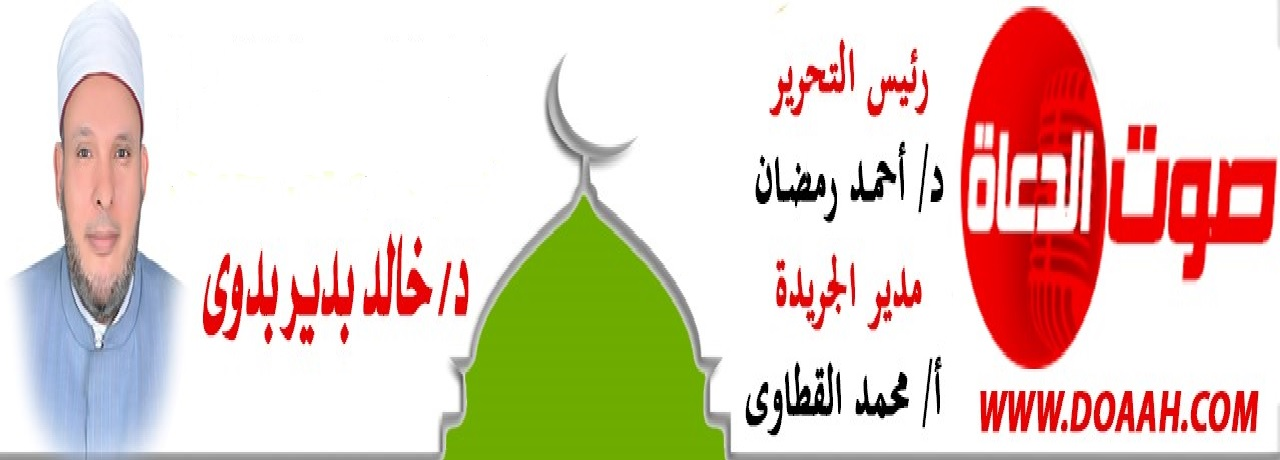 صوت الدعاة
WWW.DOAAH.COM
رئيس التحرير
د/ أحمد رمضان
مدير الجريدة
أ/ محمد القطاوى
د/ خالد بدير بدوى